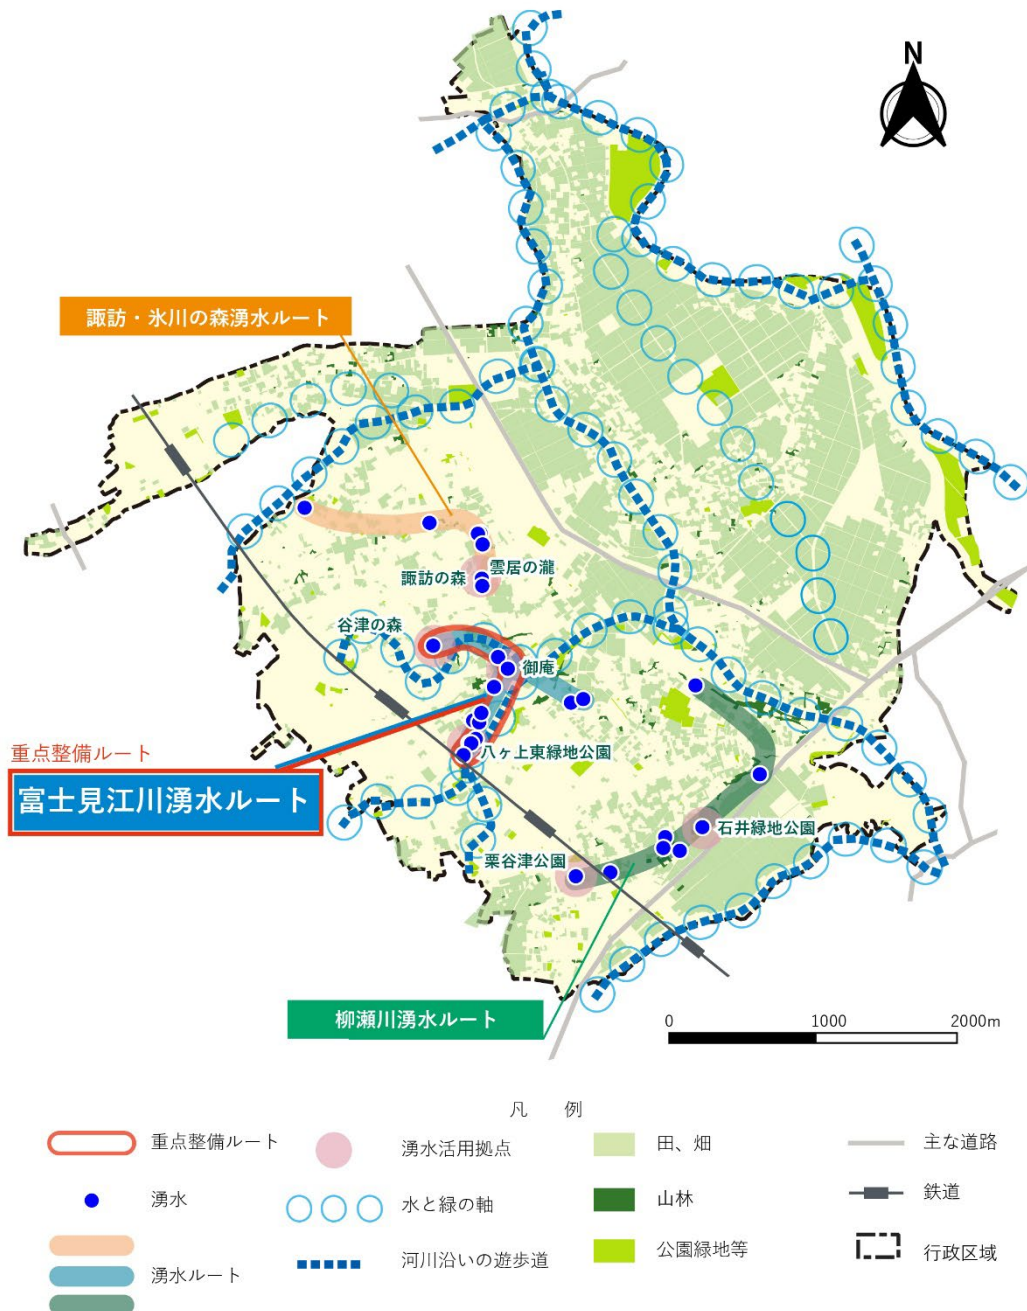 N
諏訪・氷川の森湧水ルート
雲居の瀧
諏訪の森
谷津の森
御庵
重点整備ルート
富士見江川湧水ルート
八ヶ上東緑地公園
石井緑地公園
栗谷津公園
柳瀬川湧水ルート
0 1000 2000m
凡 例
重点整備ルート
湧水
湧水ルート
湧水活用拠点
水と緑の軸
河川沿いの遊歩道
田、畑
山林
公園緑地等
主な道路
鉄道
行政区域